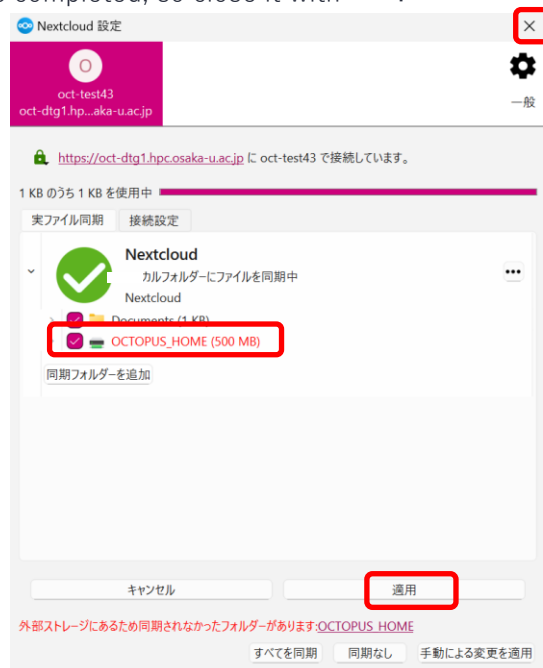 completed, so close it with
Nextcloud 設定
O
oct-test43
oct-dtg1.hp...aka-u.ac.jp
一般
https://oct-dtg1.hpc.osaka-u.ac.jp に oct-test43 で接続しています。
1 KB のうち 1 KB を使用中
実ファイル同期 接続設定
Nextcloud
カルフォルダーにファイルを同期中
Nextcloud
Documents (1 KB)
OCTOPUS_HOME (500 MB)
同期フォルダーを追加
キャンセル 適用
外部ストレージにあるため同期されなかったフォルダーがあります:OCTOPUS_HOME
すべてを同期 同期なし 手動による変更を適用